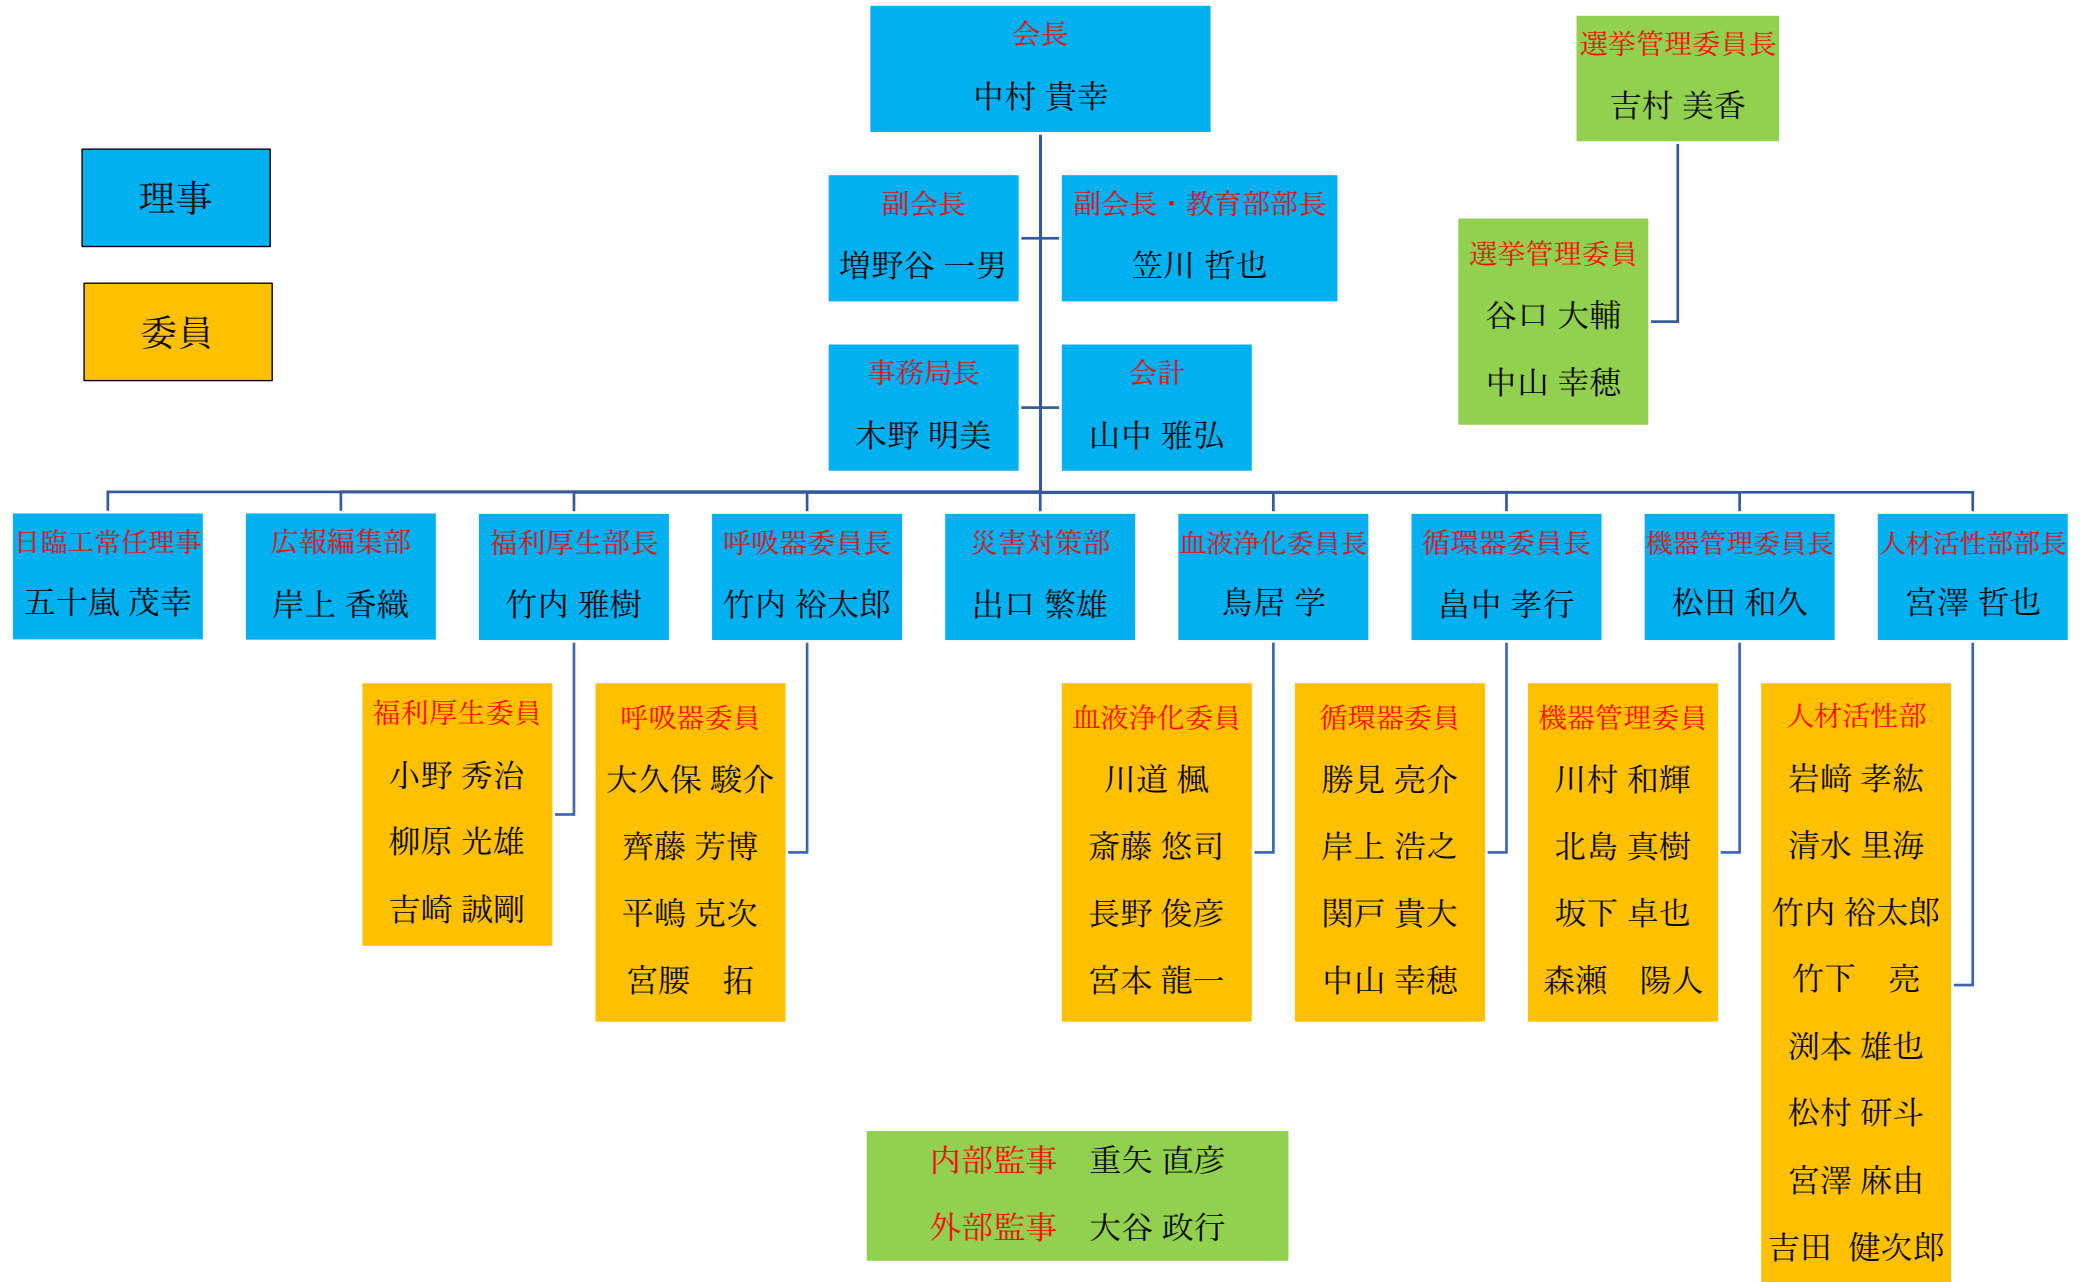 会長
中村 貴幸
選挙管理委員長
吉村 美香
理事
委員
副会長
増野谷 一男
副会長・教育部部長
笠川 哲也
選挙管理委員
谷口 大輔
中山 幸穂
事務局長
木野 明美
会計
山中 雅弘
日臨工常任理事
五十嵐 茂幸
広報編集部
岸上 香織
福利厚生部長
竹内 雅樹
呼吸器委員長
竹内 裕太郎
災害対策部
出口 繁雄
血液浄化委員長
鳥居 学
循環器委員長
畠中 孝行
機器管理委員長
松田 和久
人材活性部部長
宮澤 哲也
福利厚生委員
小野 秀治
柳原 光雄
吉崎 誠剛
呼吸器委員
大久保 駿介
齊藤 芳博
平嶋 克次
宮腰　拓
血液浄化委員
川道 楓
斎藤 悠司
長野 俊彦
宮本 龍一
循環器委員
勝見 亮介
岸上 浩之
関戸 貴大
中山 幸穂
機器管理委員
川村 和輝
北島 真樹
坂下 卓也
森瀬　陽人
人材活性部
岩﨑 孝紘
清水 里海
竹内 裕太郎
竹下　亮
渕本 雄也
松村 研斗
宮澤 麻由
吉田 健次郎
内部監事　重矢 直彦
外部監事　大谷 政行